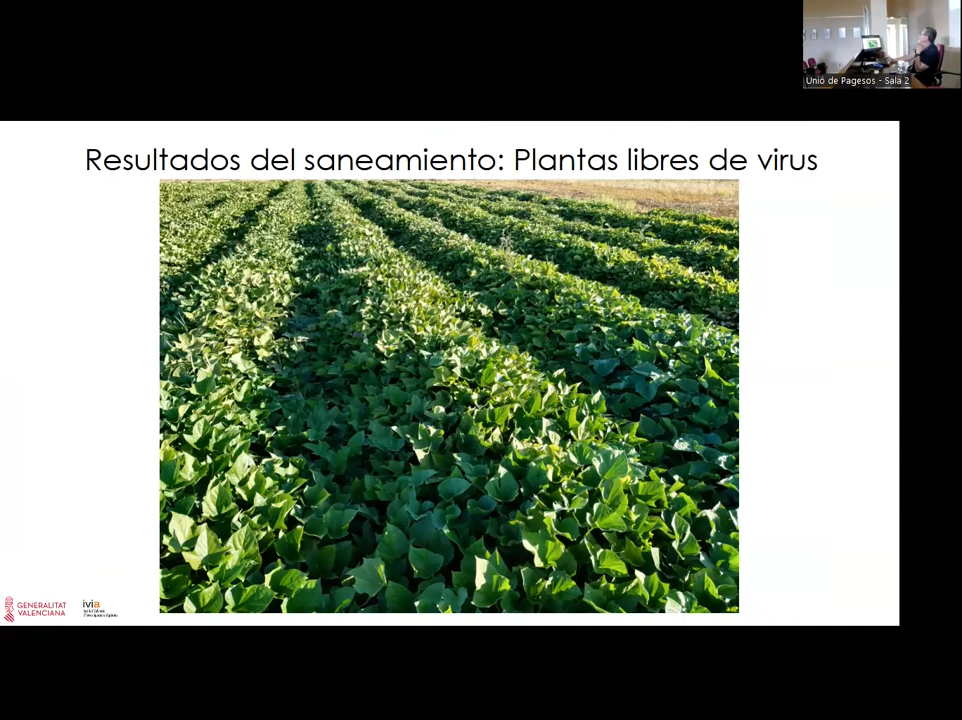 Unió de Pagesos - Sala 2
Resultados del saneamiento: Plantas libres de virus
GENERALITAT
VALENCIANA
ivia